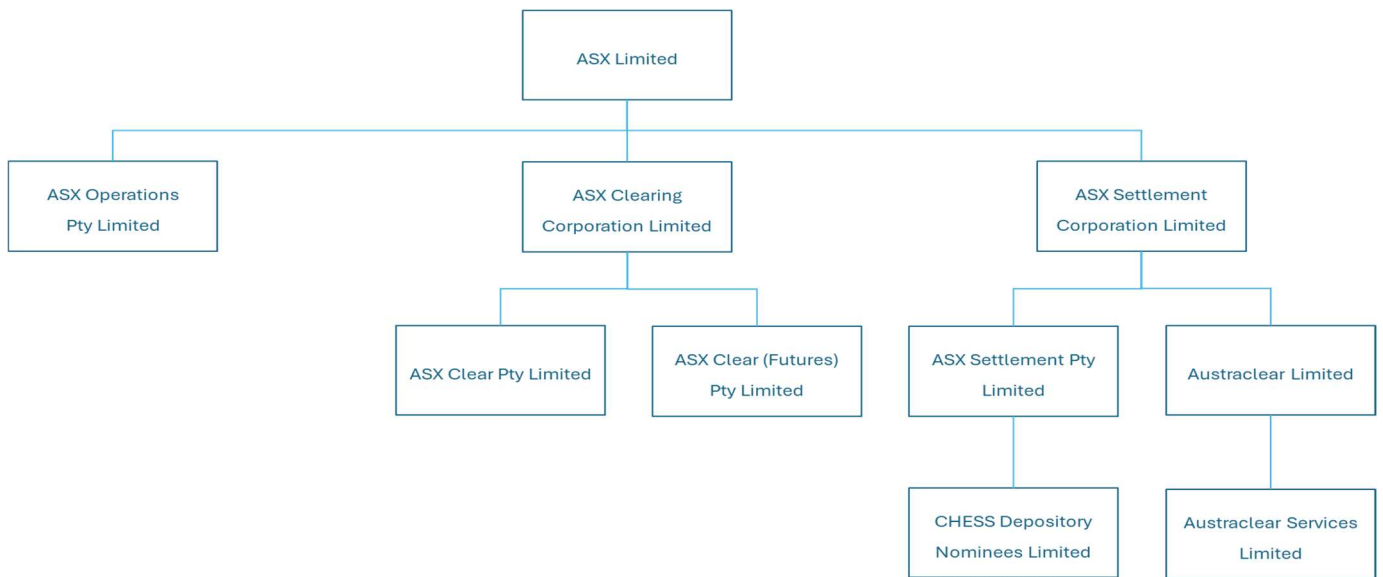 ASX Limited
ASX Operations
Pty Limited
ASX Clearing
Corporation Limited
ASX Settlement
Corporation Limited
ASX Clear Pty Limited
ASX Clear (Futures)
Pty Limited
ASX Settlement Pty
Limited
Austraclear Limited
CHESS Depository
Nominees Limited
Austraclear Services
Limited